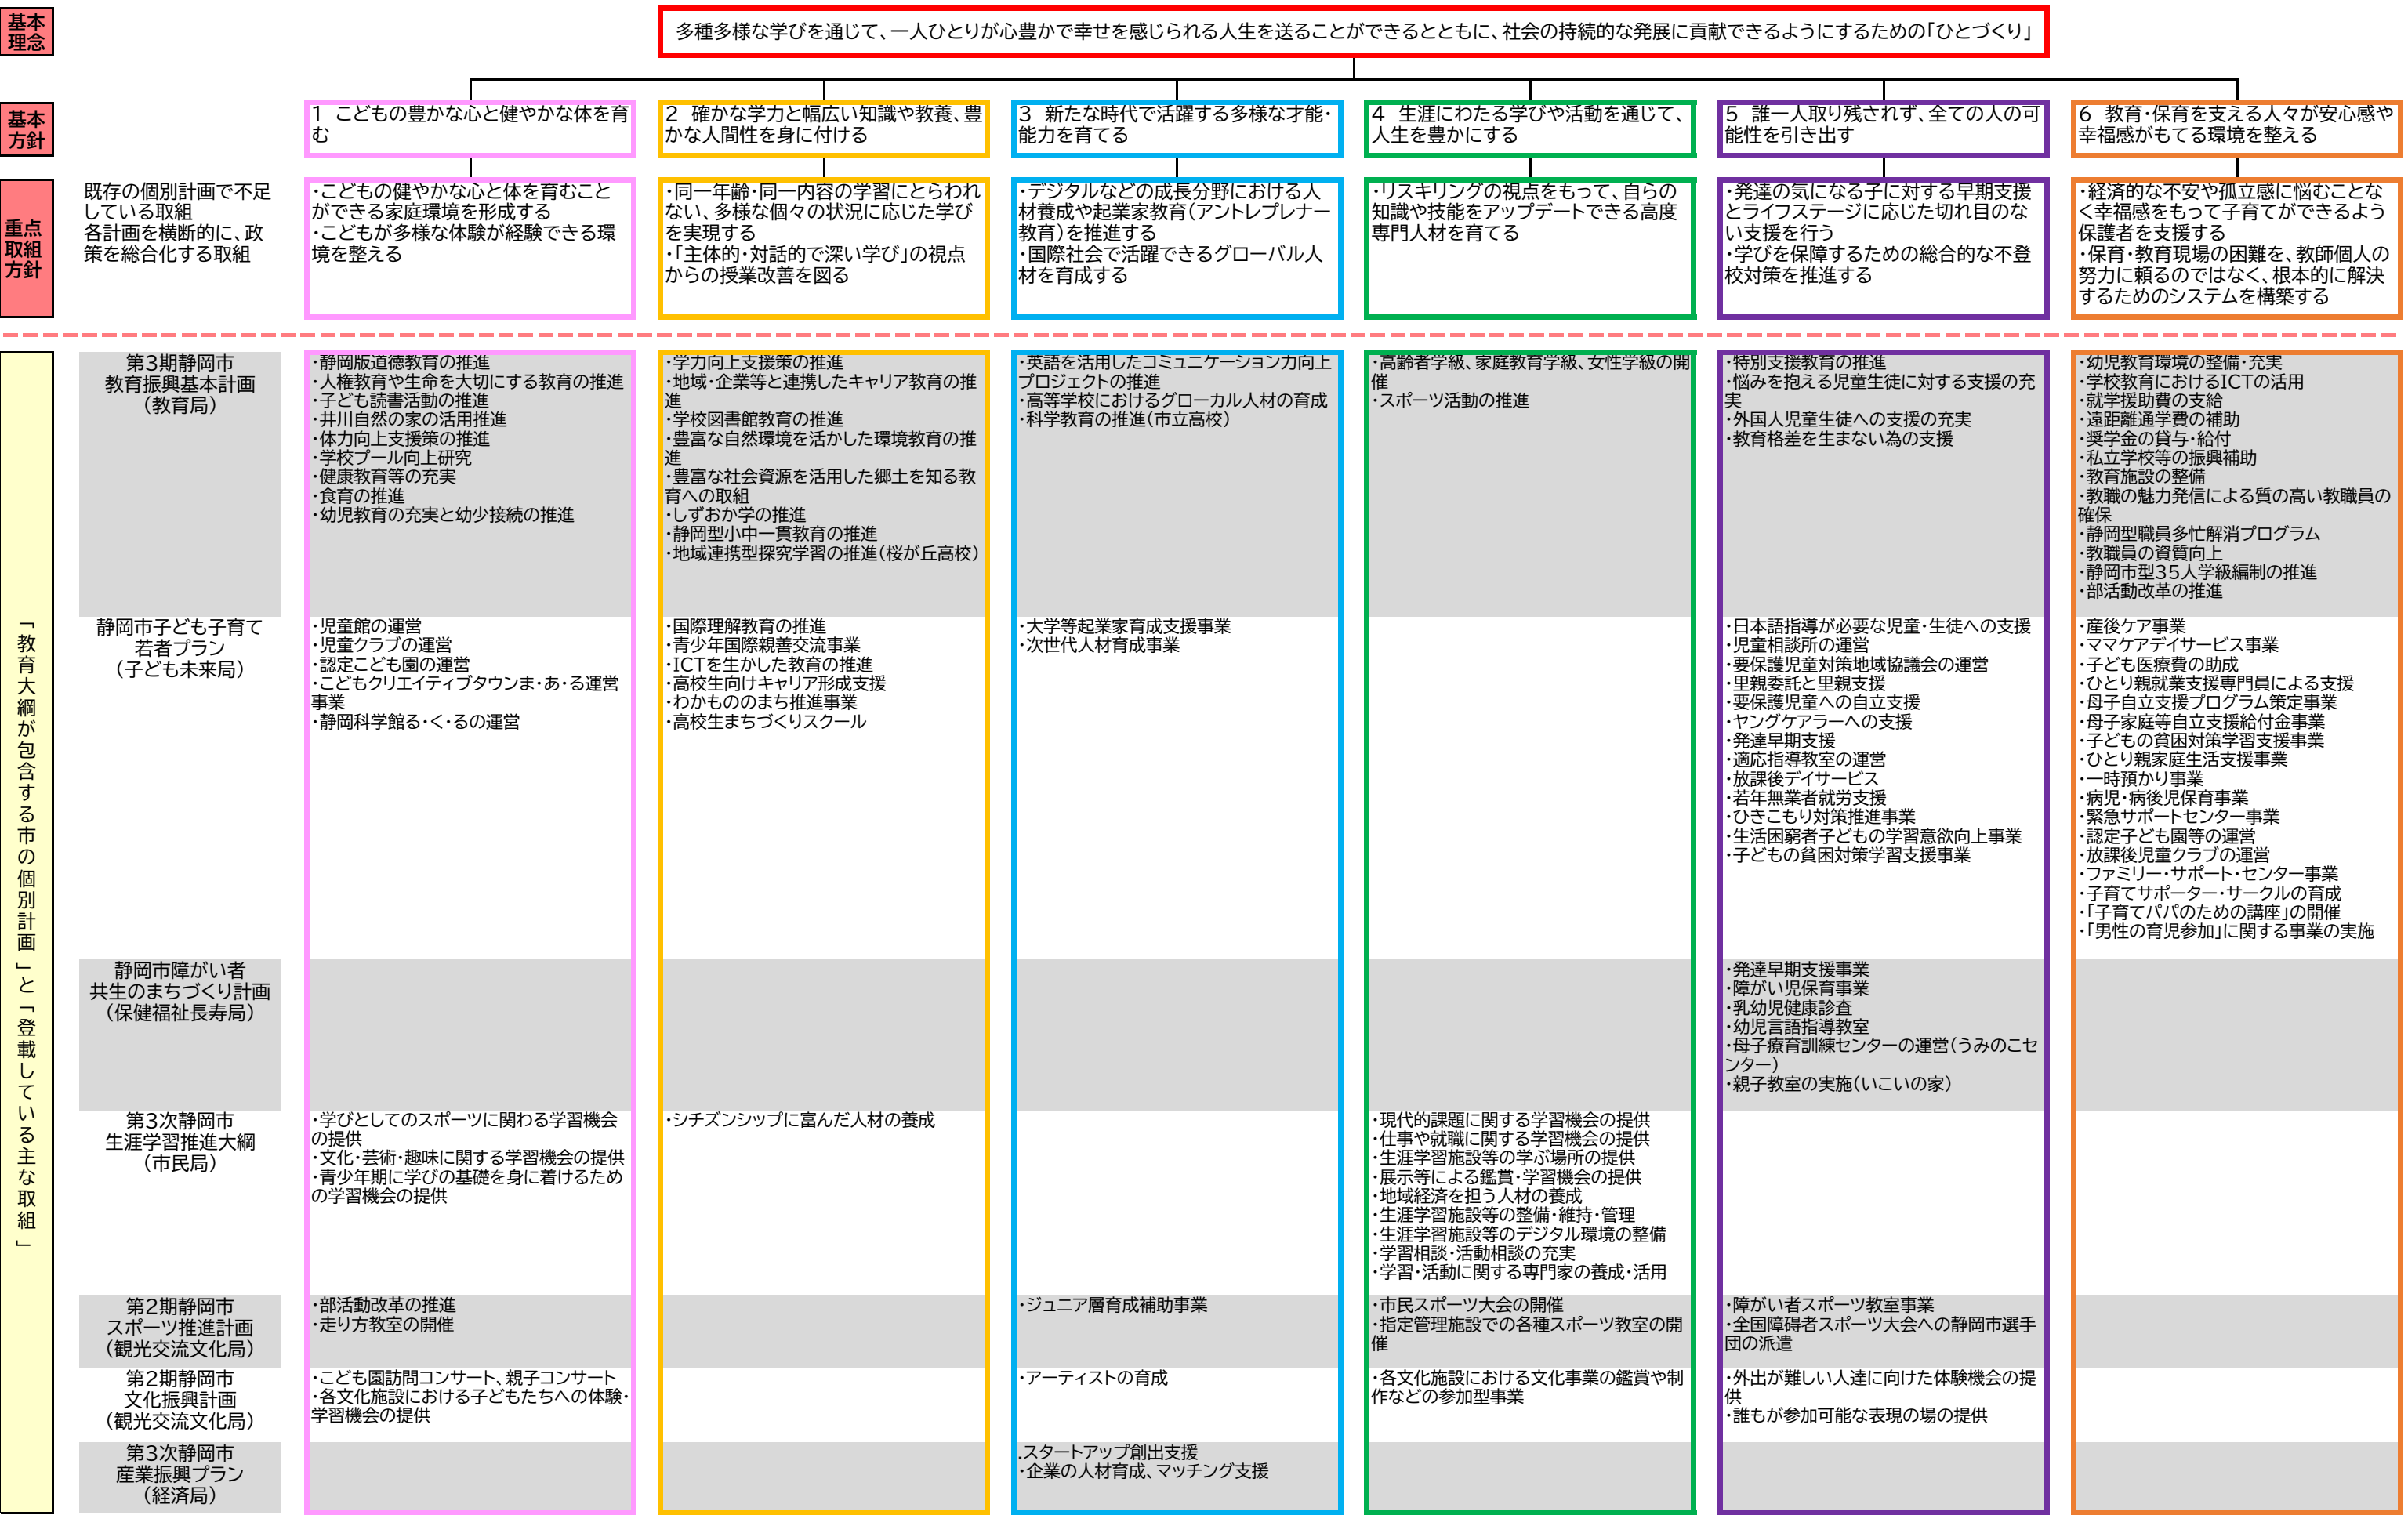 基本
理念
多種多様な学びを通じて、一人ひとりが心豊かで幸せを感じられる人生を送ることができるとともに、社会の持続的な発展に貢献できるようにするための「ひとづくり」
基本
方針
1　こどもの豊かな心と健やかな体を育
む
2　確かな学力と幅広い知識や教養、豊
かな人間性を身に付ける
3　新たな時代で活躍する多様な才能・
能力を育てる
4　生涯にわたる学びや活動を通じて、
人生を豊かにする
5　誰一人取り残されず、全ての人の可
能性を引き出す
6　教育・保育を支える人々が安心感や
幸福感がもてる環境を整える
重点
取組
方針
既存の個別計画で不足
している取組
各計画を横断的に、政
策を総合化する取組
・こどもの健やかな心と体を育むこと
ができる家庭環境を形成する
・こどもが多様な体験が経験できる環
境を整える
・同一年齢・同一内容の学習にとらわれ
ない、多様な個々の状況に応じた学び
を実現する
・「主体的・対話的で深い学び」の視点
からの授業改善を図る
・デジタルなどの成長分野における人
材養成や起業家教育（アントレプレナー
教育）を推進する
・国際社会で活躍できるグローバル人
材を育成する
・リスキリングの視点をもって、自らの
知識や技能をアップデートできる高度
専門人材を育てる
・発達の気になる子に対する早期支援
とライフステージに応じた切れ目のな
い支援を行う
・学びを保障するための総合的な不登
校対策を推進する
・経済的な不安や孤立感に悩むことな
く幸福感をもって子育てができるよう
保護者を支援する
・保育・教育現場の困難を、教師個人の
努力に頼るのではなく、根本的に解決
するためのシステムを構築する
「教育大綱が包含する市の個別計画」と「登載している主な取組」
第3期静岡市
教育振興基本計画
（教育局）
・静岡版道徳教育の推進
・人権教育や生命を大切にする教育の推進
・子ども読書活動の推進
・井川自然の家の活用推進
・体力向上支援策の推進
・学校プール向上研究
・健康教育等の充実
・食育の推進
・幼児教育の充実と幼少接続の推進
・学力向上支援策の推進
・地域・企業等と連携したキャリア教育の推
進
・学校図書館教育の推進
・豊富な自然環境を活かした環境教育の推
進
・豊富な社会資源を活用した郷土を知る教
育への取組
・しずおか学の推進
・静岡型小中一貫教育の推進
・地域連携型探究学習の推進（桜が丘高校）
・英語を活用したコミュニケーション力向上
プロジェクトの推進
・高等学校におけるグローカル人材の育成
・科学教育の推進（市立高校）
・高齢者学級、家庭教育学級、女性学級の開
催
・スポーツ活動の推進
・特別支援教育の推進
・悩みを抱える児童生徒に対する支援の充
実
・外国人児童生徒への支援の充実
・教育格差を生まない為の支援
・幼児教育環境の整備・充実
・学校教育におけるICTの活用
・就学援助費の支給
・遠距離通学費の補助
・奨学金の貸与・給付
・私立学校等の振興補助
・教育施設の整備
・教職の魅力発信による質の高い教職員の
確保
・静岡型職員多忙解消プログラム
・教職員の資質向上
・静岡市型35人学級編制の推進
・部活動改革の推進
静岡市子ども子育て
若者プラン
（子ども未来局）
・児童館の運営
・児童クラブの運営
・認定こども園の運営
・こどもクリエイティブタウンま・あ・る運営
事業
・静岡科学館る・く・るの運営
・国際理解教育の推進
・青少年国際親善交流事業
・ICTを生かした教育の推進
・高校生向けキャリア形成支援
・わかもののまち推進事業
・高校生まちづくりスクール
・大学等起業家育成支援事業
・次世代人材育成事業
・日本語指導が必要な児童・生徒への支援
・児童相談所の運営
・要保護児童対策地域協議会の運営
・里親委託と里親支援
・要保護児童への自立支援
・ヤングケアラーへの支援
・発達早期支援
・適応指導教室の運営
・放課後デイサービス
・若年無業者就労支援
・ひきこもり対策推進事業
・生活困窮者子どもの学習意欲向上事業
・子どもの貧困対策学習支援事業
・産後ケア事業
・ママケアデイサービス事業
・子ども医療費の助成
・ひとり親就業支援専門員による支援
・母子自立支援プログラム策定事業
・母子家庭等自立支援給付金事業
・子どもの貧困対策学習支援事業
・ひとり親家庭生活支援事業
・一時預かり事業
・病児・病後児保育事業
・緊急サポートセンター事業
・認定子ども園等の運営
・放課後児童クラブの運営
・ファミリー・サポート・センター事業
・子育てサポーター・サークルの育成
・「子育てパパのための講座」の開催
・「男性の育児参加」に関する事業の実施
静岡市障がい者
共生のまちづくり計画
（保健福祉長寿局）
・発達早期支援事業
・障がい児保育事業
・乳幼児健康診査
・幼児言語指導教室
・母子療育訓練センターの運営（うみのこセ
ンター）
・親子教室の実施（いこいの家）
第3次静岡市
生涯学習推進大綱
（市民局）
・学びとしてのスポーツに関わる学習機会
の提供
・文化・芸術・趣味に関する学習機会の提供
・青少年期に学びの基礎を身に着けるため
の学習機会の提供
・シチズンシップに富んだ人材の養成
・現代的課題に関する学習機会の提供
・仕事や就職に関する学習機会の提供
・生涯学習施設等の学ぶ場所の提供
・展示等による鑑賞・学習機会の提供
・地域経済を担う人材の養成
・生涯学習施設等の整備・維持・管理
・生涯学習施設等のデジタル環境の整備
・学習相談・活動相談の充実
・学習・活動に関する専門家の養成・活用
第2期静岡市
スポーツ推進計画
（観光交流文化局）
・部活動改革の推進
・走り方教室の開催
・ジュニア層育成補助事業
・市民スポーツ大会の開催
・指定管理施設での各種スポーツ教室の開
催
・障がい者スポーツ教室事業
・全国障碍者スポーツ大会への静岡市選手
団の派遣
第2期静岡市
文化振興計画
（観光交流文化局）
・こども園訪問コンサート、親子コンサート
・各文化施設における子どもたちへの体験・
学習機会の提供
・アーティストの育成
・各文化施設における文化事業の鑑賞や制
作などの参加型事業
・外出が難しい人達に向けた体験機会の提
供
・誰もが参加可能な表現の場の提供
第3次静岡市
産業振興プラン
（経済局）
.スタートアップ創出支援
・企業の人材育成、マッチング支援